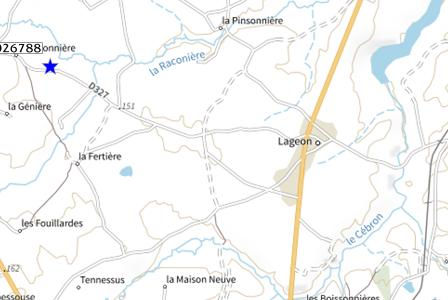 la Pinsonnière
026788
onnière
la Raconière
D327
151
la Génière
Lageon
la Fertière
les Fouillardes
le Cébron
162
Tennessus
la Maison Neuve
bessouse
les Boissonnières